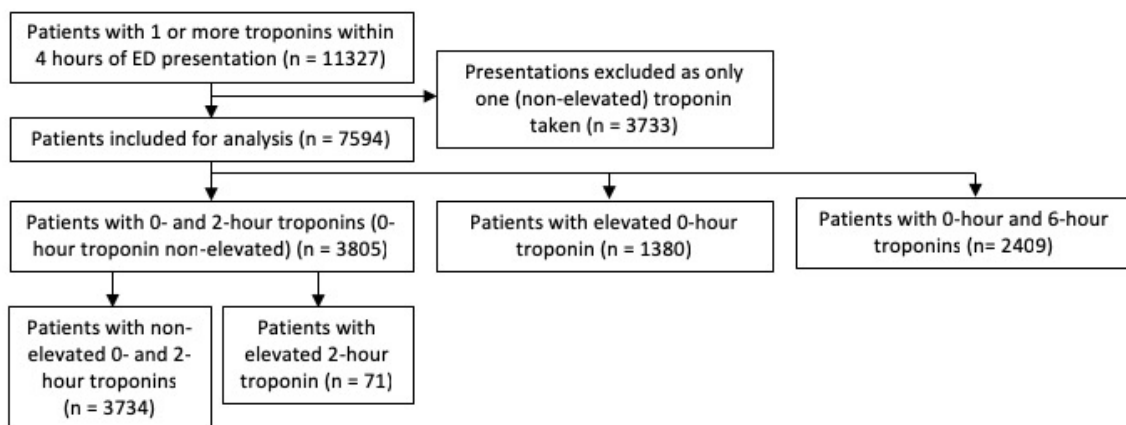 Patients with 1 or more troponins within
4 hours of ED presentation (n = 11327)
Presentations excluded as only
one (non-elevated) troponin
taken (n = 3733)
Patients included for analysis (n = 7594)
Patients with 0- and 2-hour troponins (0-
hour troponin non-elevated) (n = 3805)
Patients with elevated 0-hour
troponin (n = 1380)
Patients with 0-hour and 6-hour
troponins (n= 2409)
Patients with non-
elevated 0- and 2-
hour troponins
(n = 3734)
Patients with
elevated 2-hour
troponin (n = 71)